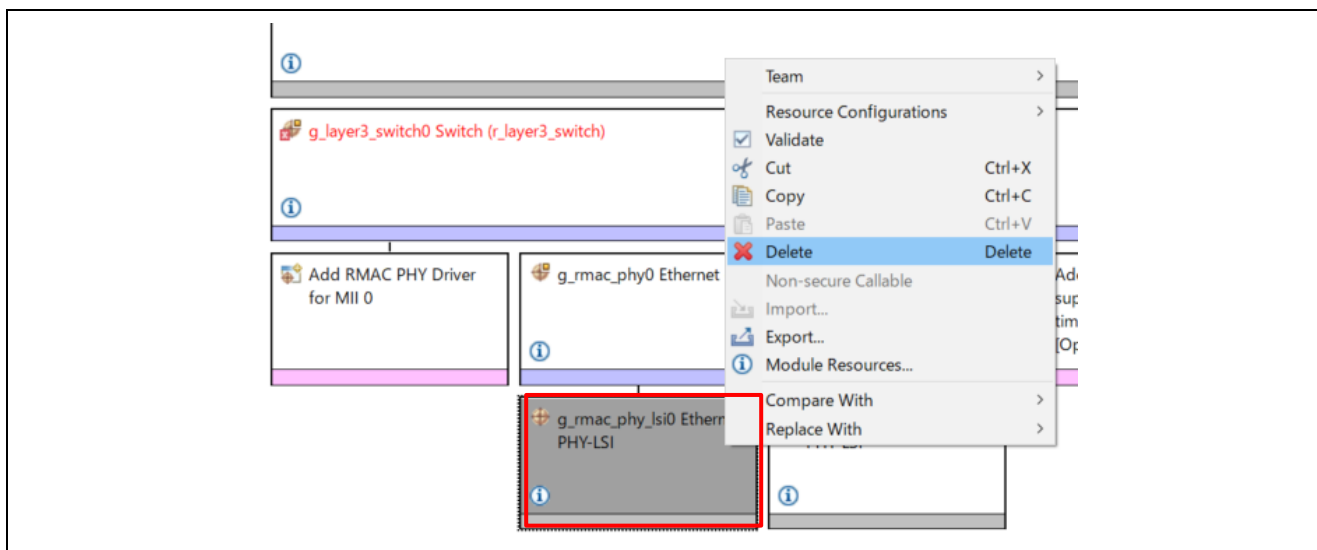 g_layer3_switch0 Switch (r_layer3_switch)
Add RMAC PHY Driver
for MII 0
g_rmac_phy0 Ethernet
g_rmac_phy_lsi0
PHY-LSI
Team
Resource Configurations
Validate
Cut Ctrl+X
Copy Ctrl+C
Paste Ctrl+V
Delete Delete
Non-secure Callable
Import...
Export...
Module Resources...
Compare With
Replace With